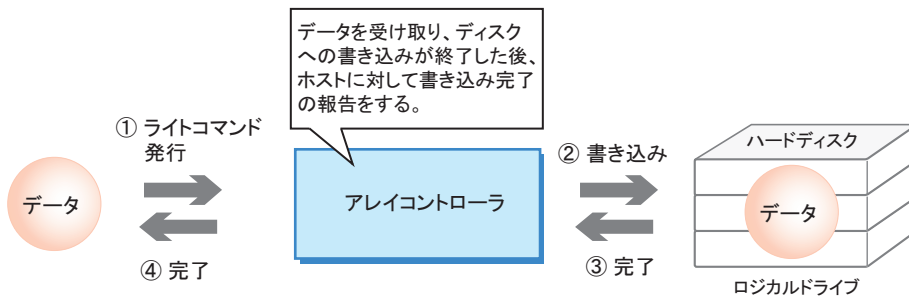 データを受け取り、ディスク
への書き込みが終了した後、
ホストに対して書き込み完了
の報告をする。
① ライトコマンド
発行
データ
④ 完了
アレイコントローラ
② 書き込み
③ 完了
ハードディスク
データ
ロジカルドライブ